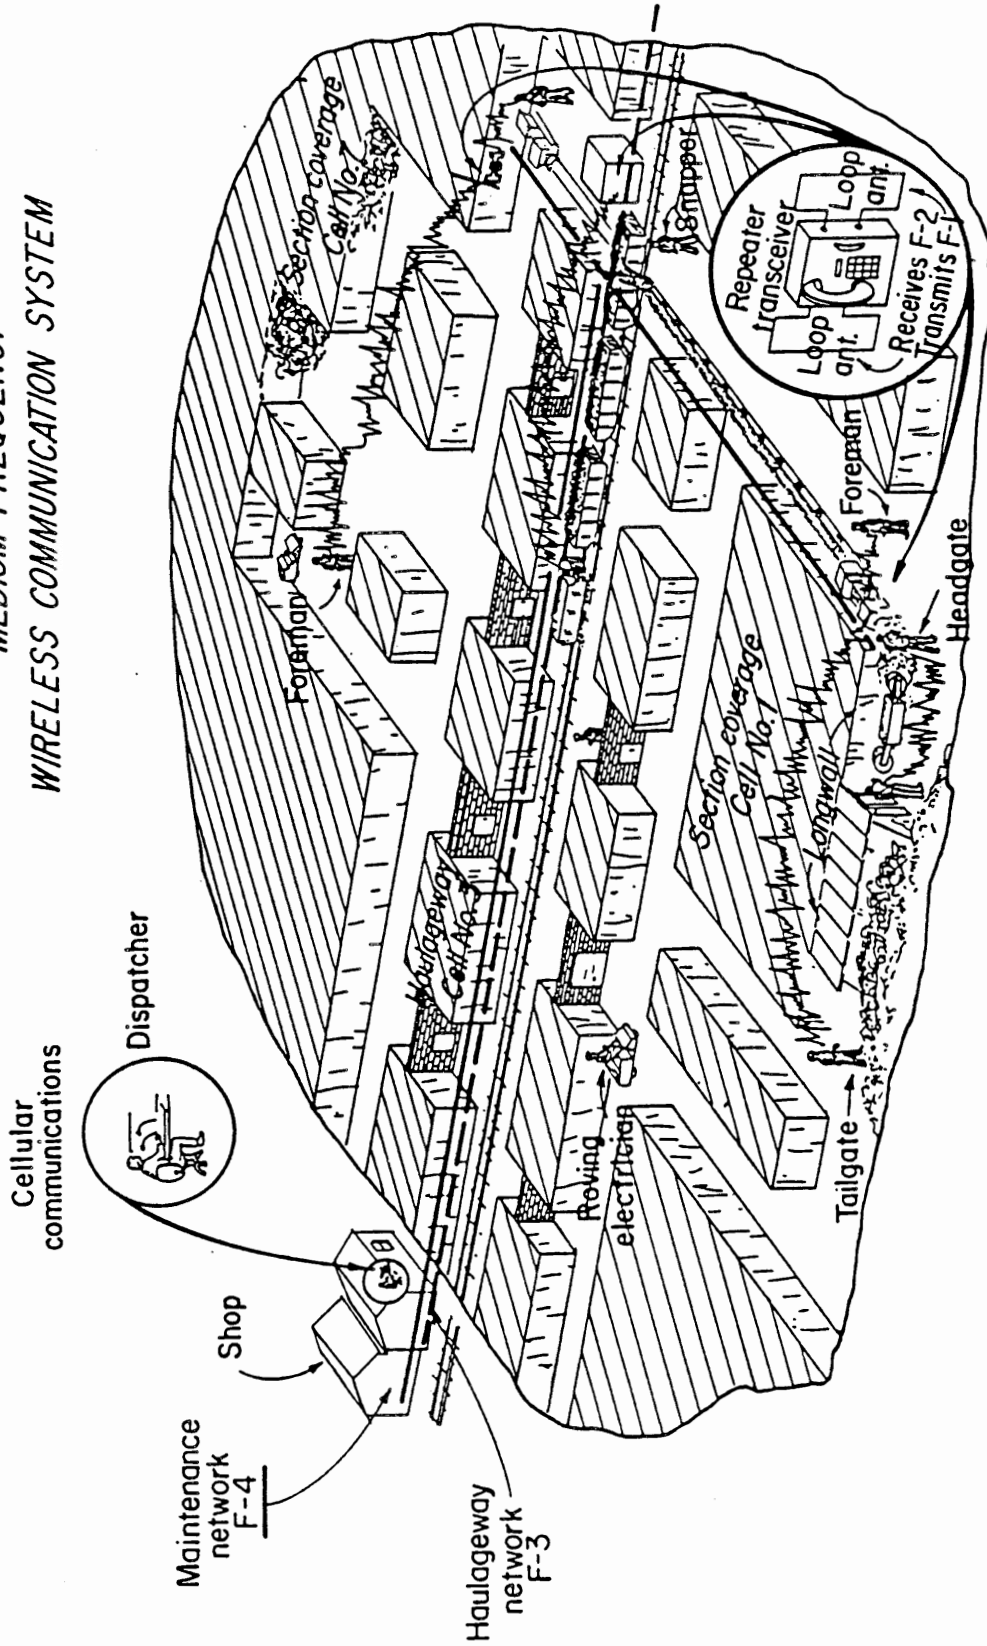 WIRELESS COMMUNICATION SYSTEM
Cellular
communications
Dispatcher
Shop
Maintenance
network
F-4
Haulageway
network
F-3
Haulageway
Cell No.
Foreman
Section coverage
Cell No.
Roving
electrician
Section coverage
Cell No. 1
Longwall
Tailgate
Headgate
Foreman
Snapper
Repeater
transceiver
Loop
ant.
Loop
ant.
Receives F-2
Transmits F-1